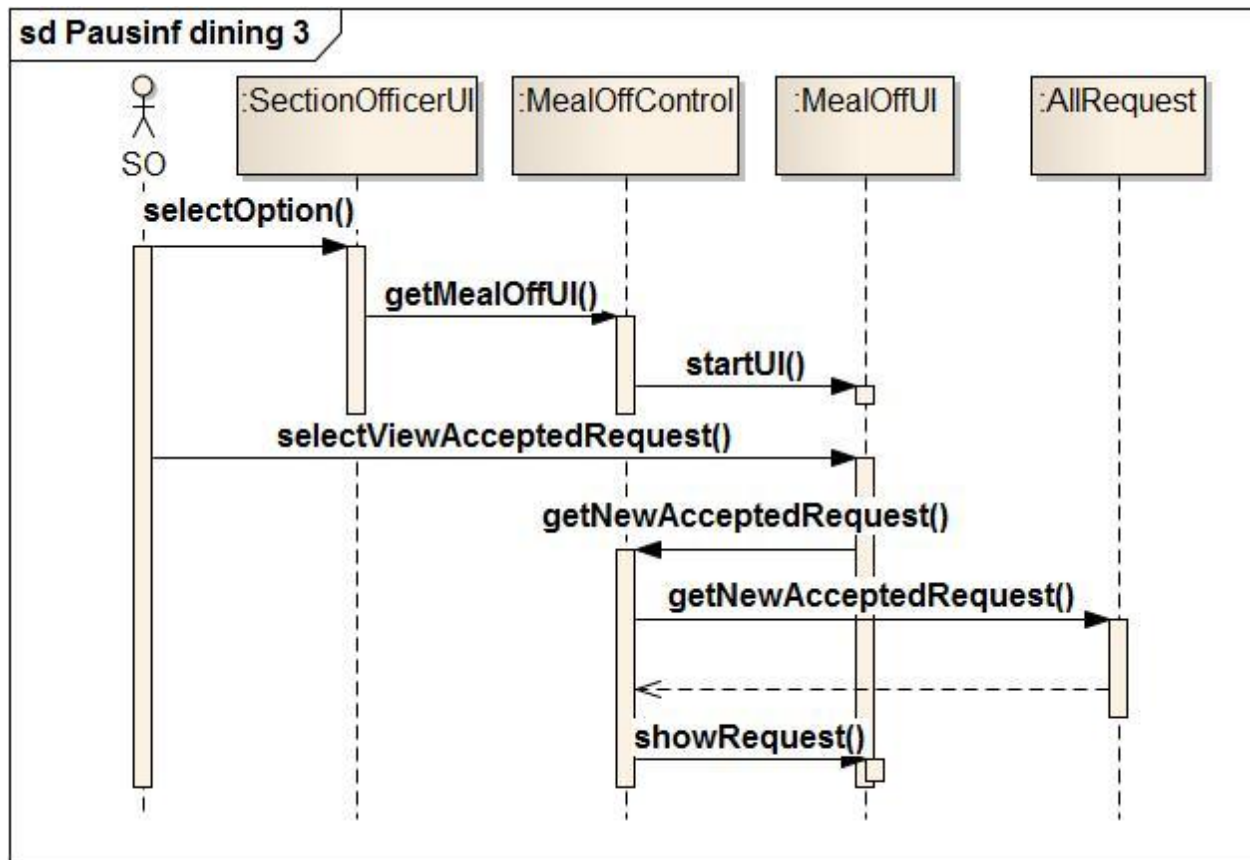 sd Pausinf dining 3
:SectionOfficerUI
:MealOffControl
:MealOffUI
:AllRequest
SO
selectOption()
getMealOffUI()
startUI()
selectViewAcceptedRequest()
getNewAcceptedRequest()
getNewAcceptedRequest()
showRequest()